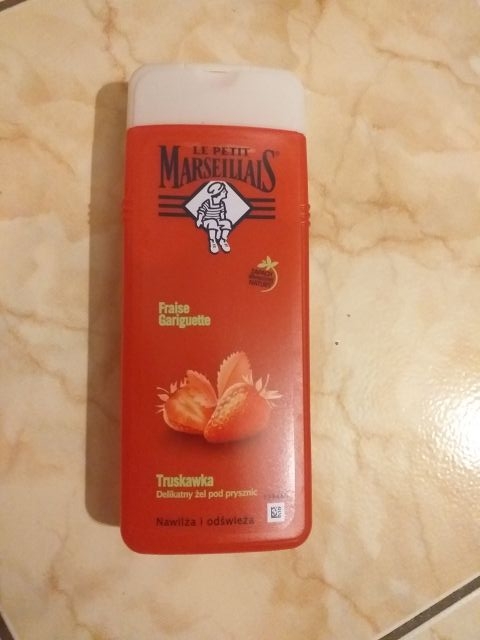 LE PETIT
MARSEILLAIS®
Fraise
Gariguette
Truskawka
Delikatny żel pod prysznic
Nawilża i odświeża